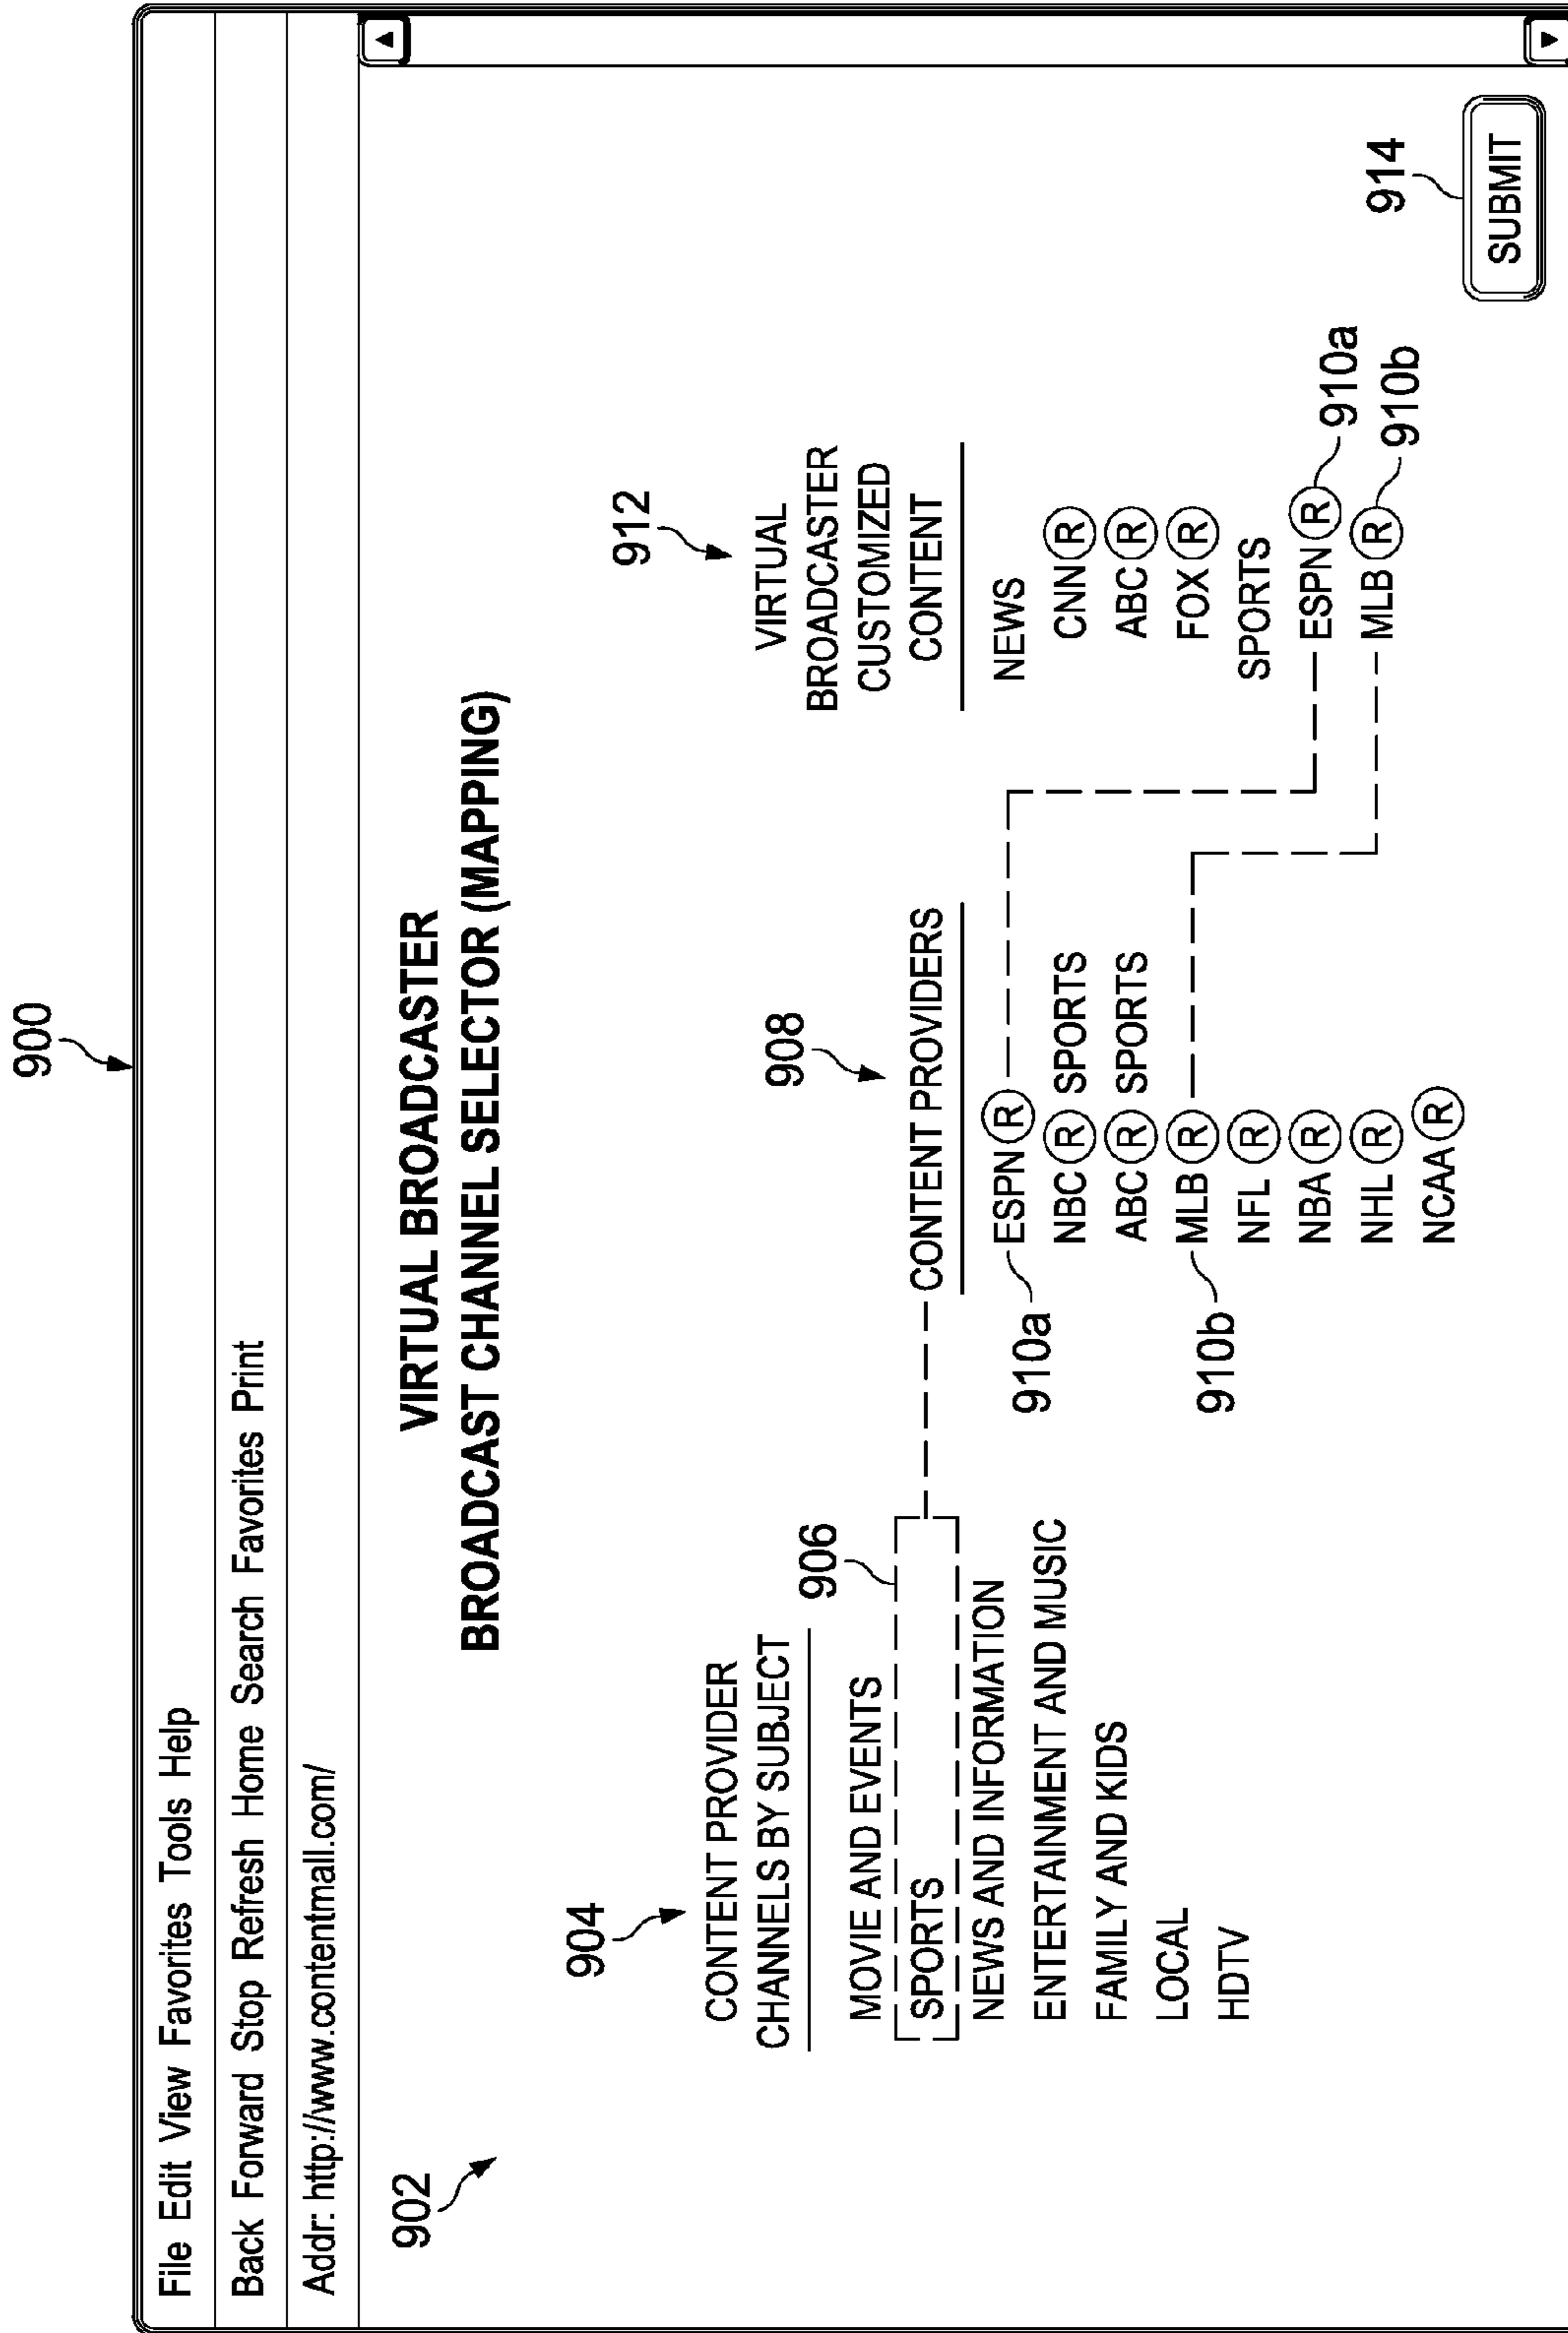 900
File Edit View Favorites Tools Help
Back Forward Stop Refresh Home Search Favorites Print
Addr: http://www.contentmall.com/
902
VIRTUAL BROADCASTER
BROADCAST CHANNEL SELECTOR (MAPPING)
904
CONTENT PROVIDER
CHANNELS BY SUBJECT
906
MOVIE AND EVENTS
SPORTS
NEWS AND INFORMATION
ENTERTAINMENT AND MUSIC
FAMILY AND KIDS
LOCAL
HDTV
908
CONTENT PROVIDERS
910a ESPN®
NBC® SPORTS
ABC® SPORTS
910b MLB®
NFL®
NBA®
NHL®
NCAA®
912
VIRTUAL
BROADCASTER
CUSTOMIZED
CONTENT
NEWS
CNN®
ABC®
FOX®
SPORTS
ESPN® 910a
MLB® 910b
914
SUBMIT